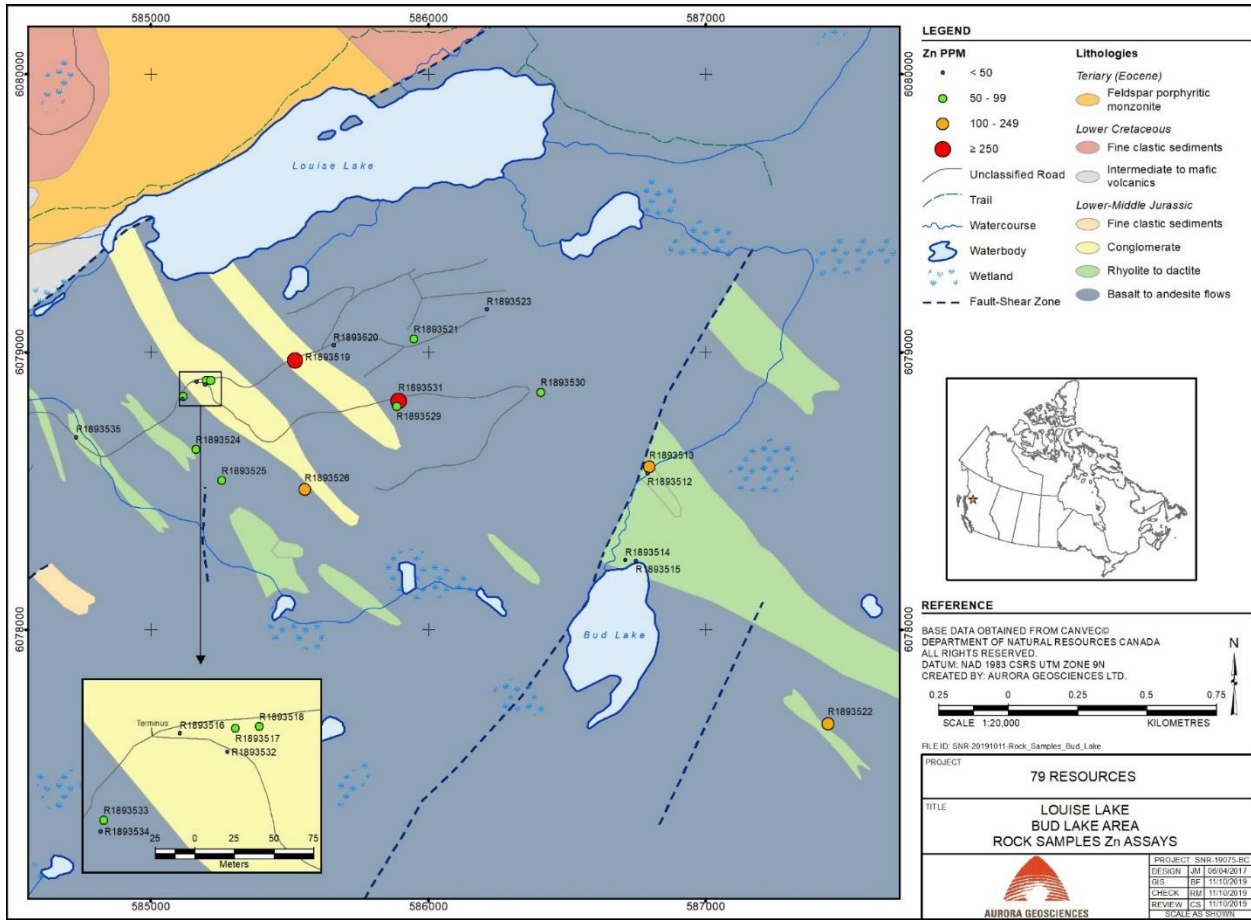 585000
586000
587000
6080000
6080000
Louise Lake
R1893523
R1893520
R1893521
6079000
6079000
R1893519
R1893531
R1893530
R1893529
R1893535
R1893524
R1893513
R1893525
R1893526
R1893512
R1893514
R1893515
6078000
6078000
Bud Lake
R1893522
Terminus
R1893516
R1893518
R1893517
R1893532
R1893533
R1893534
25 0 25 50 75
Meters
585000
586000
587000
LEGEND
Zn PPM
< 50
50 - 99
100 - 249
≥ 250
Unclassified Road
Trail
Watercourse
Waterbody
Wetland
Fault-Shear Zone
Lithologies
Teriary (Eocene)
Feldspar porphyritic
monzonite
Lower Cretaceous
Fine clastic sediments
Intermediate to mafic
volcanics
Lower-Middle Jurassic
Fine clastic sediments
Conglomerate
Rhyolite to dactite
Basalt to andesite flows
REFERENCE
BASE DATA OBTAINED FROM CANVEC©
DEPARTMENT OF NATURAL RESOURCES CANADA
ALL RIGHTS RESERVED.
DATUM: NAD 1983 CSRS UTM ZONE 9N
CREATED BY: AURORA GEOSCIENCES LTD.
N
0.25 0 0.25 0.5 0.75
SCALE 1:20,000 KILOMETRES
FILE ID: SNR-20191011-Rock_Samples_Bud_Lake
PROJECT
79 RESOURCES
TITLE
LOUISE LAKE
BUD LAKE AREA
ROCK SAMPLES Zn ASSAYS
AURORA GEOSCIENCES
PROJECT SNR-19075-BC
DESIGN JM 06/04/2017
GIS BF 11/10/2019
CHECK RM 11/10/2019
REVIEW CS 11/10/2019
SCALE AS SHOWN